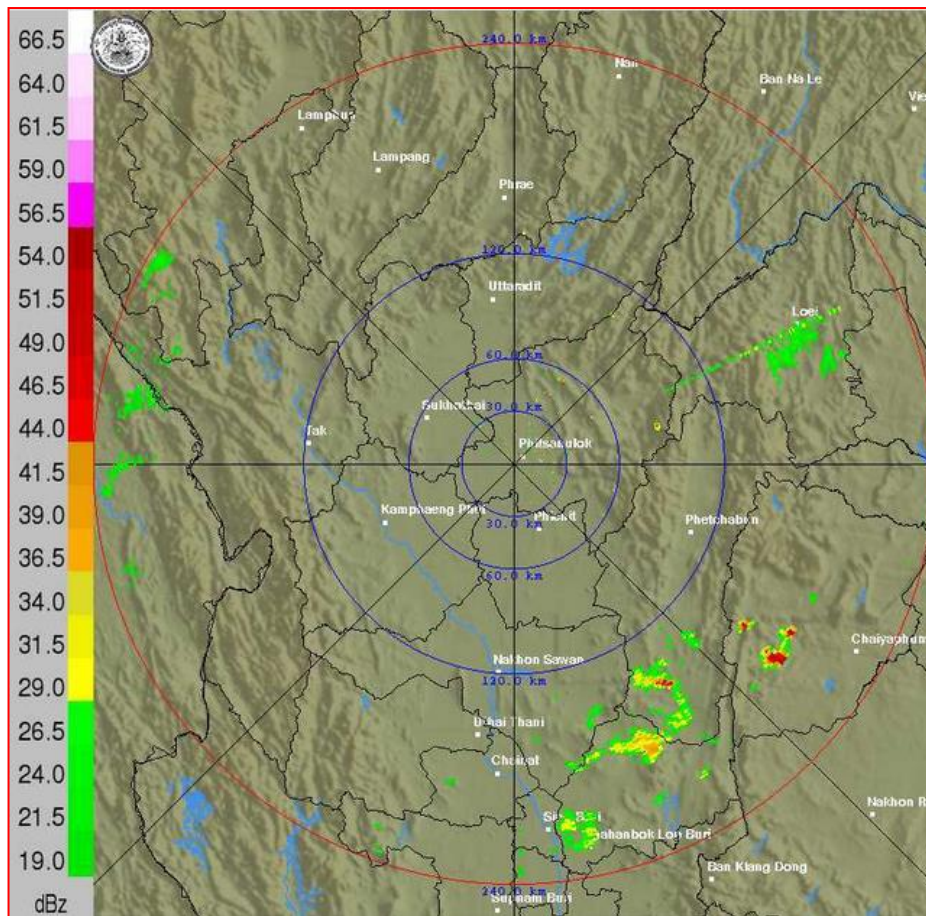 66.5
64.0
61.5
59.0
56.5
54.0
51.5
49.0
46.5
44.0
41.5
39.0
36.5
34.0
31.5
29.0
26.5
24.0
21.5
19.0
dBz
240.0 km
Nan
Ban Na Le
Vie
Lamphun
Lampang
Phrae
120.0 km
Uttaradit
Loei
60.0 km
30.0 km
Sukhothai
Tak
Phitsanulok
Kamphaeng Phet
Phichit
30.0 km
Phetchabun
60.0 km
Chaiyaphum
Nakhon Sawan
120.0 km
Uthai Thani
Chainat
Nakhon R
Sing Buri
ahanbok Lop Buri
Ban Klang Dong
240.0 km
Suphan Buri